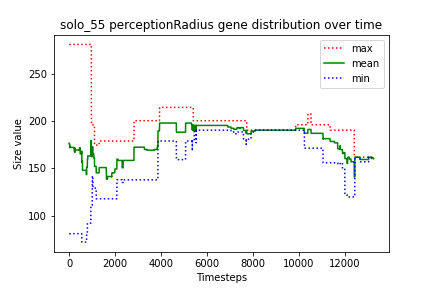 solo_55 perceptionRadius gene distribution over time
max
mean
min
Size value
250
200
150
100
0
2000
4000
6000
8000
10000
12000
Timesteps